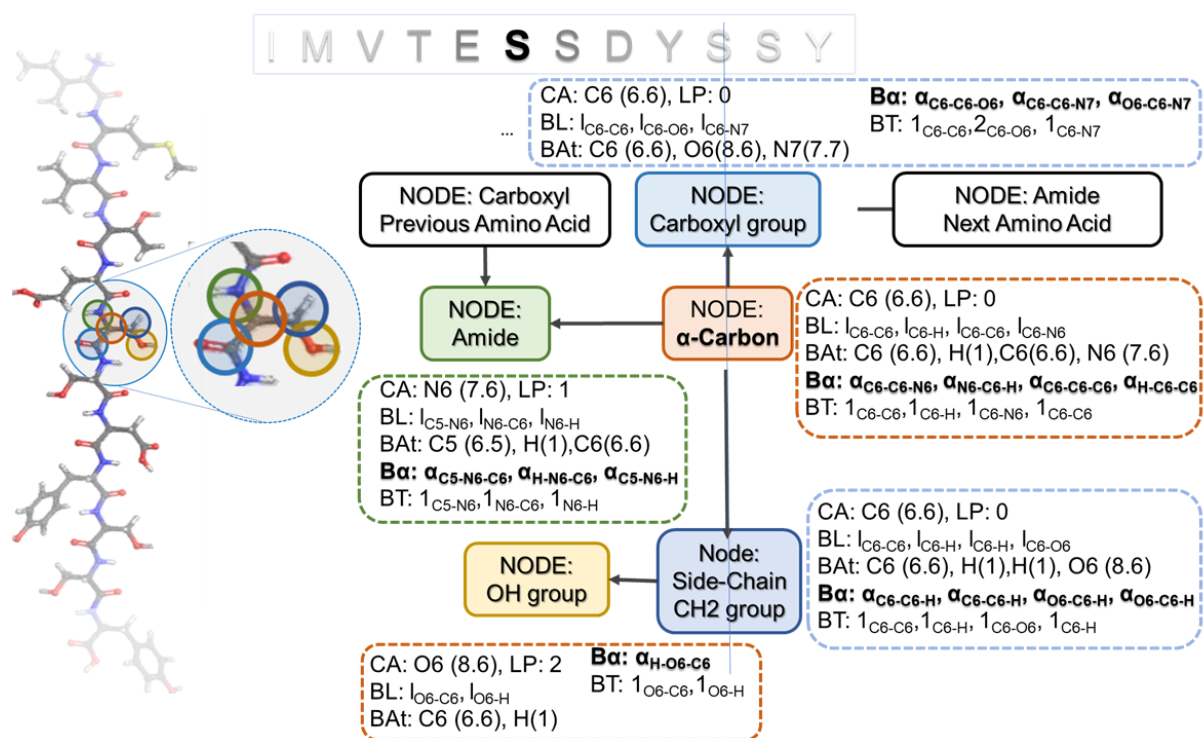 I M V T E S S D Y S S Y
CA: C6 (6.6), LP: 0
BL: lC6-C6, lC6-O6, lC6-N7
BAt: C6 (6.6), O6(8.6), N7(7.7)
Bα: αC6-C6-O6, αC6-C6-N7, αO6-C6-N7
BT: 1C6-C6,2C6-O6, 1C6-N7
...
NODE: Carboxyl
Previous Amino Acid
NODE:
Carboxyl group
NODE: Amide
Next Amino Acid
NODE:
Amide
NODE:
α-Carbon
CA: C6 (6.6), LP: 0
BL: lC6-C6, lC6-H, lC6-C6, lC6-N6
BAt: C6 (6.6), H(1),C6(6.6), N6 (7.6)
Bα: αC6-C6-N6, αN6-C6-H, αC6-C6-C6, αH-C6-C6
BT: 1C6-C6,1C6-H, 1C6-N6, 1C6-C6
CA: N6 (7.6), LP: 1
BL: lC5-N6, lN6-C6, lN6-H
BAt: C5 (6.5), H(1),C6(6.6)
Bα: αC5-N6-C6, αH-N6-C6, αC5-N6-H
BT: 1C5-N6,1N6-C6, 1N6-H
NODE:
OH group
Node:
Side-Chain
CH2 group
CA: C6 (6.6), LP: 0
BL: lC6-C6, lC6-H, lC6-H, lC6-O6
BAt: C6 (6.6), H(1),H(1), O6 (8.6)
Bα: αC6-C6-H, αC6-C6-H, αO6-C6-H, αO6-C6-H
BT: 1C6-C6,1C6-H, 1C6-O6, 1C6-H
CA: O6 (8.6), LP: 2
BL: lO6-C6, lO6-H
BAt: C6 (6.6), H(1)
Bα: αH-O6-C6
BT: 1O6-C6,1O6-H